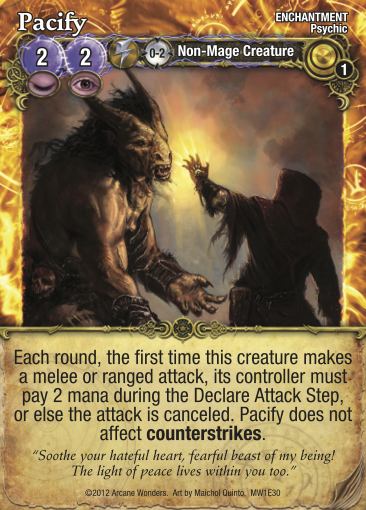 Pacify
ENCHANTMENT
Psychic
2 2 0-2 Non-Mage Creature
1
Each round, the first time this creature makes
a melee or ranged attack, its controller must
pay 2 mana during the Declare Attack Step,
or else the attack is canceled. Pacify does not
affect counterstrikes.
“Soothe your hateful heart, fearful beast of my being!
The light of peace lives within you too.”
©2012 Arcane Wonders. Art by Maichol Quinto. MWTE30